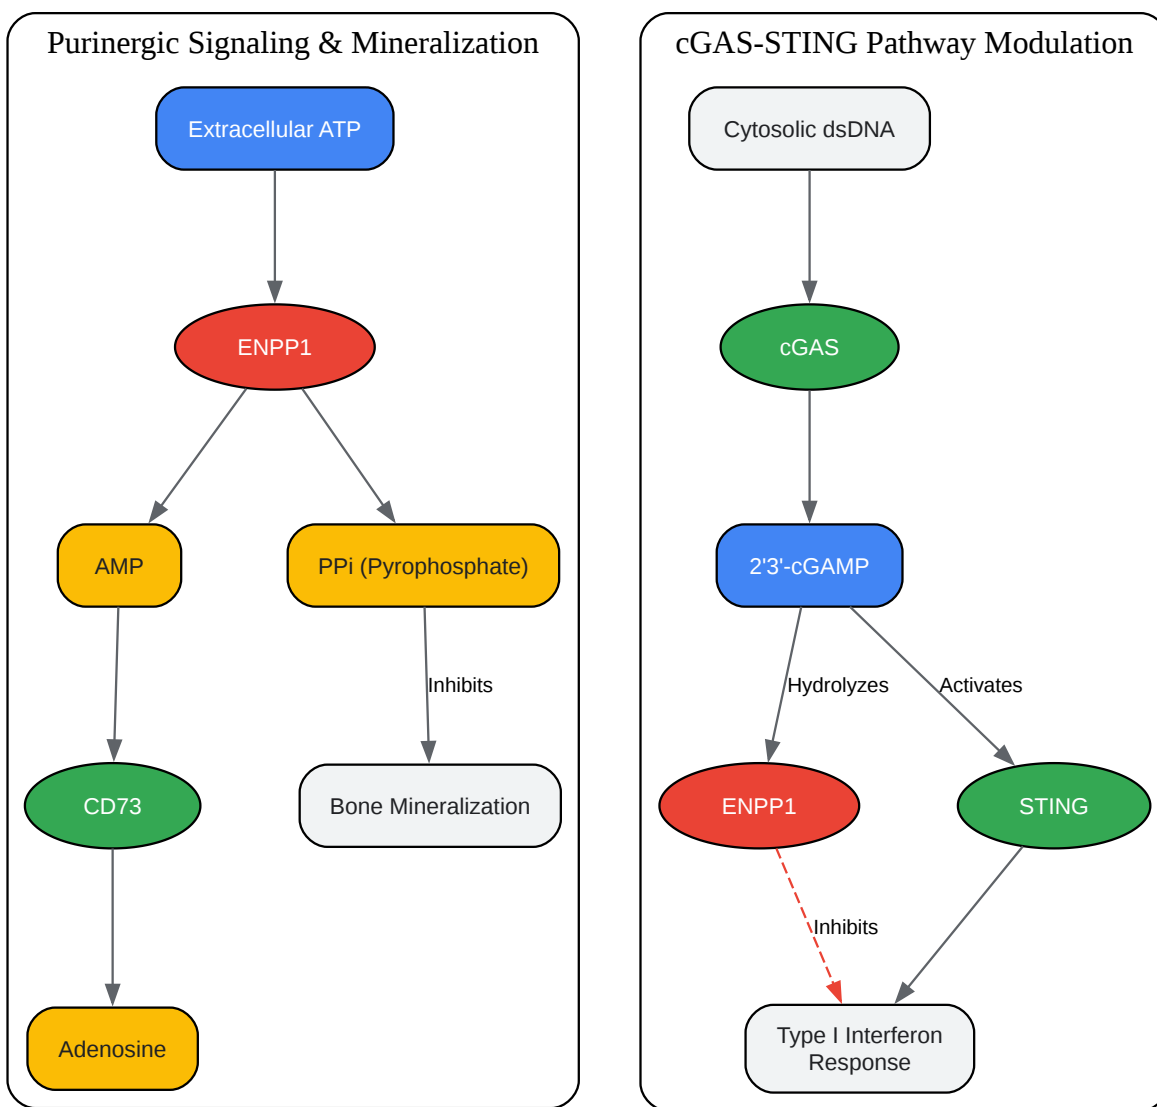 Purinergic Signaling & Mineralization
Extracellular ATP
ENPP1
AMP
PPi (Pyrophosphate)
Inhibits
CD73
Bone Mineralization
Adenosine
cGAS-STING Pathway Modulation
Cytosolic dsDNA
cGAS
2'3'-cGAMP
Hydrolyzes
Activates
ENPP1
STING
Inhibits
Type I Interferon
Response